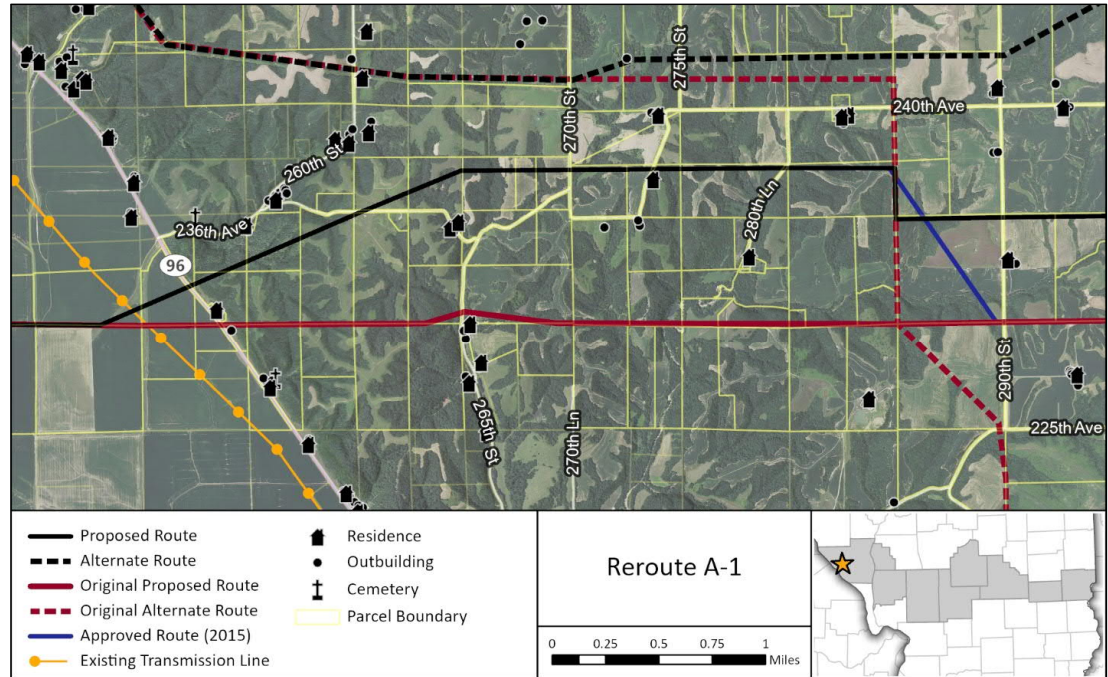 270th St
275th St
240th Ave
260th St
236th Ave
280th Ln
96
265th St
270th Ln
290th St
225th Ave
Proposed Route
Alternate Route
Original Proposed Route
Original Alternate Route
Approved Route (2015)
Existing Transmission Line
Residence
Outbuilding
Cemetery
Parcel Boundary
Reroute A-1
0 0.25 0.5 0.75 1
Miles